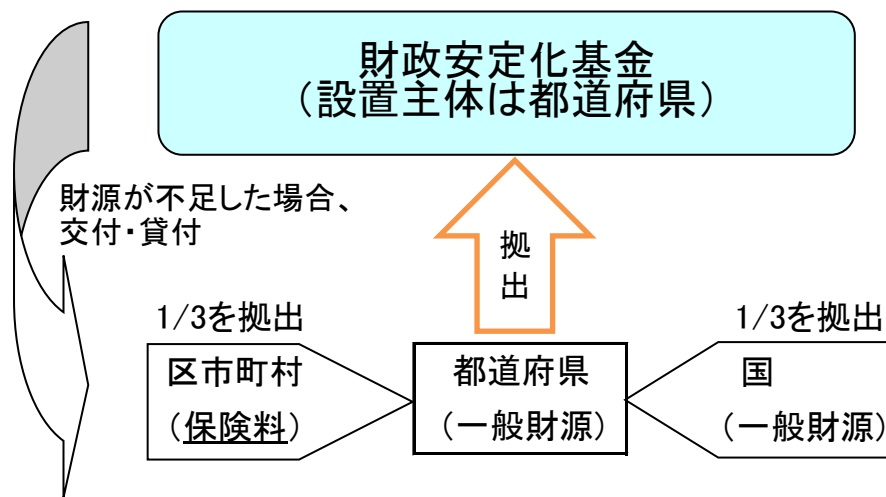 財政安定化基金
（設置主体は都道府県）
財源が不足した場合、
交付・貸付
拠
出
1/3を拠出
1/3を拠出
区市町村
（保険料）
都道府県
（一般財源）
国
（一般財源）